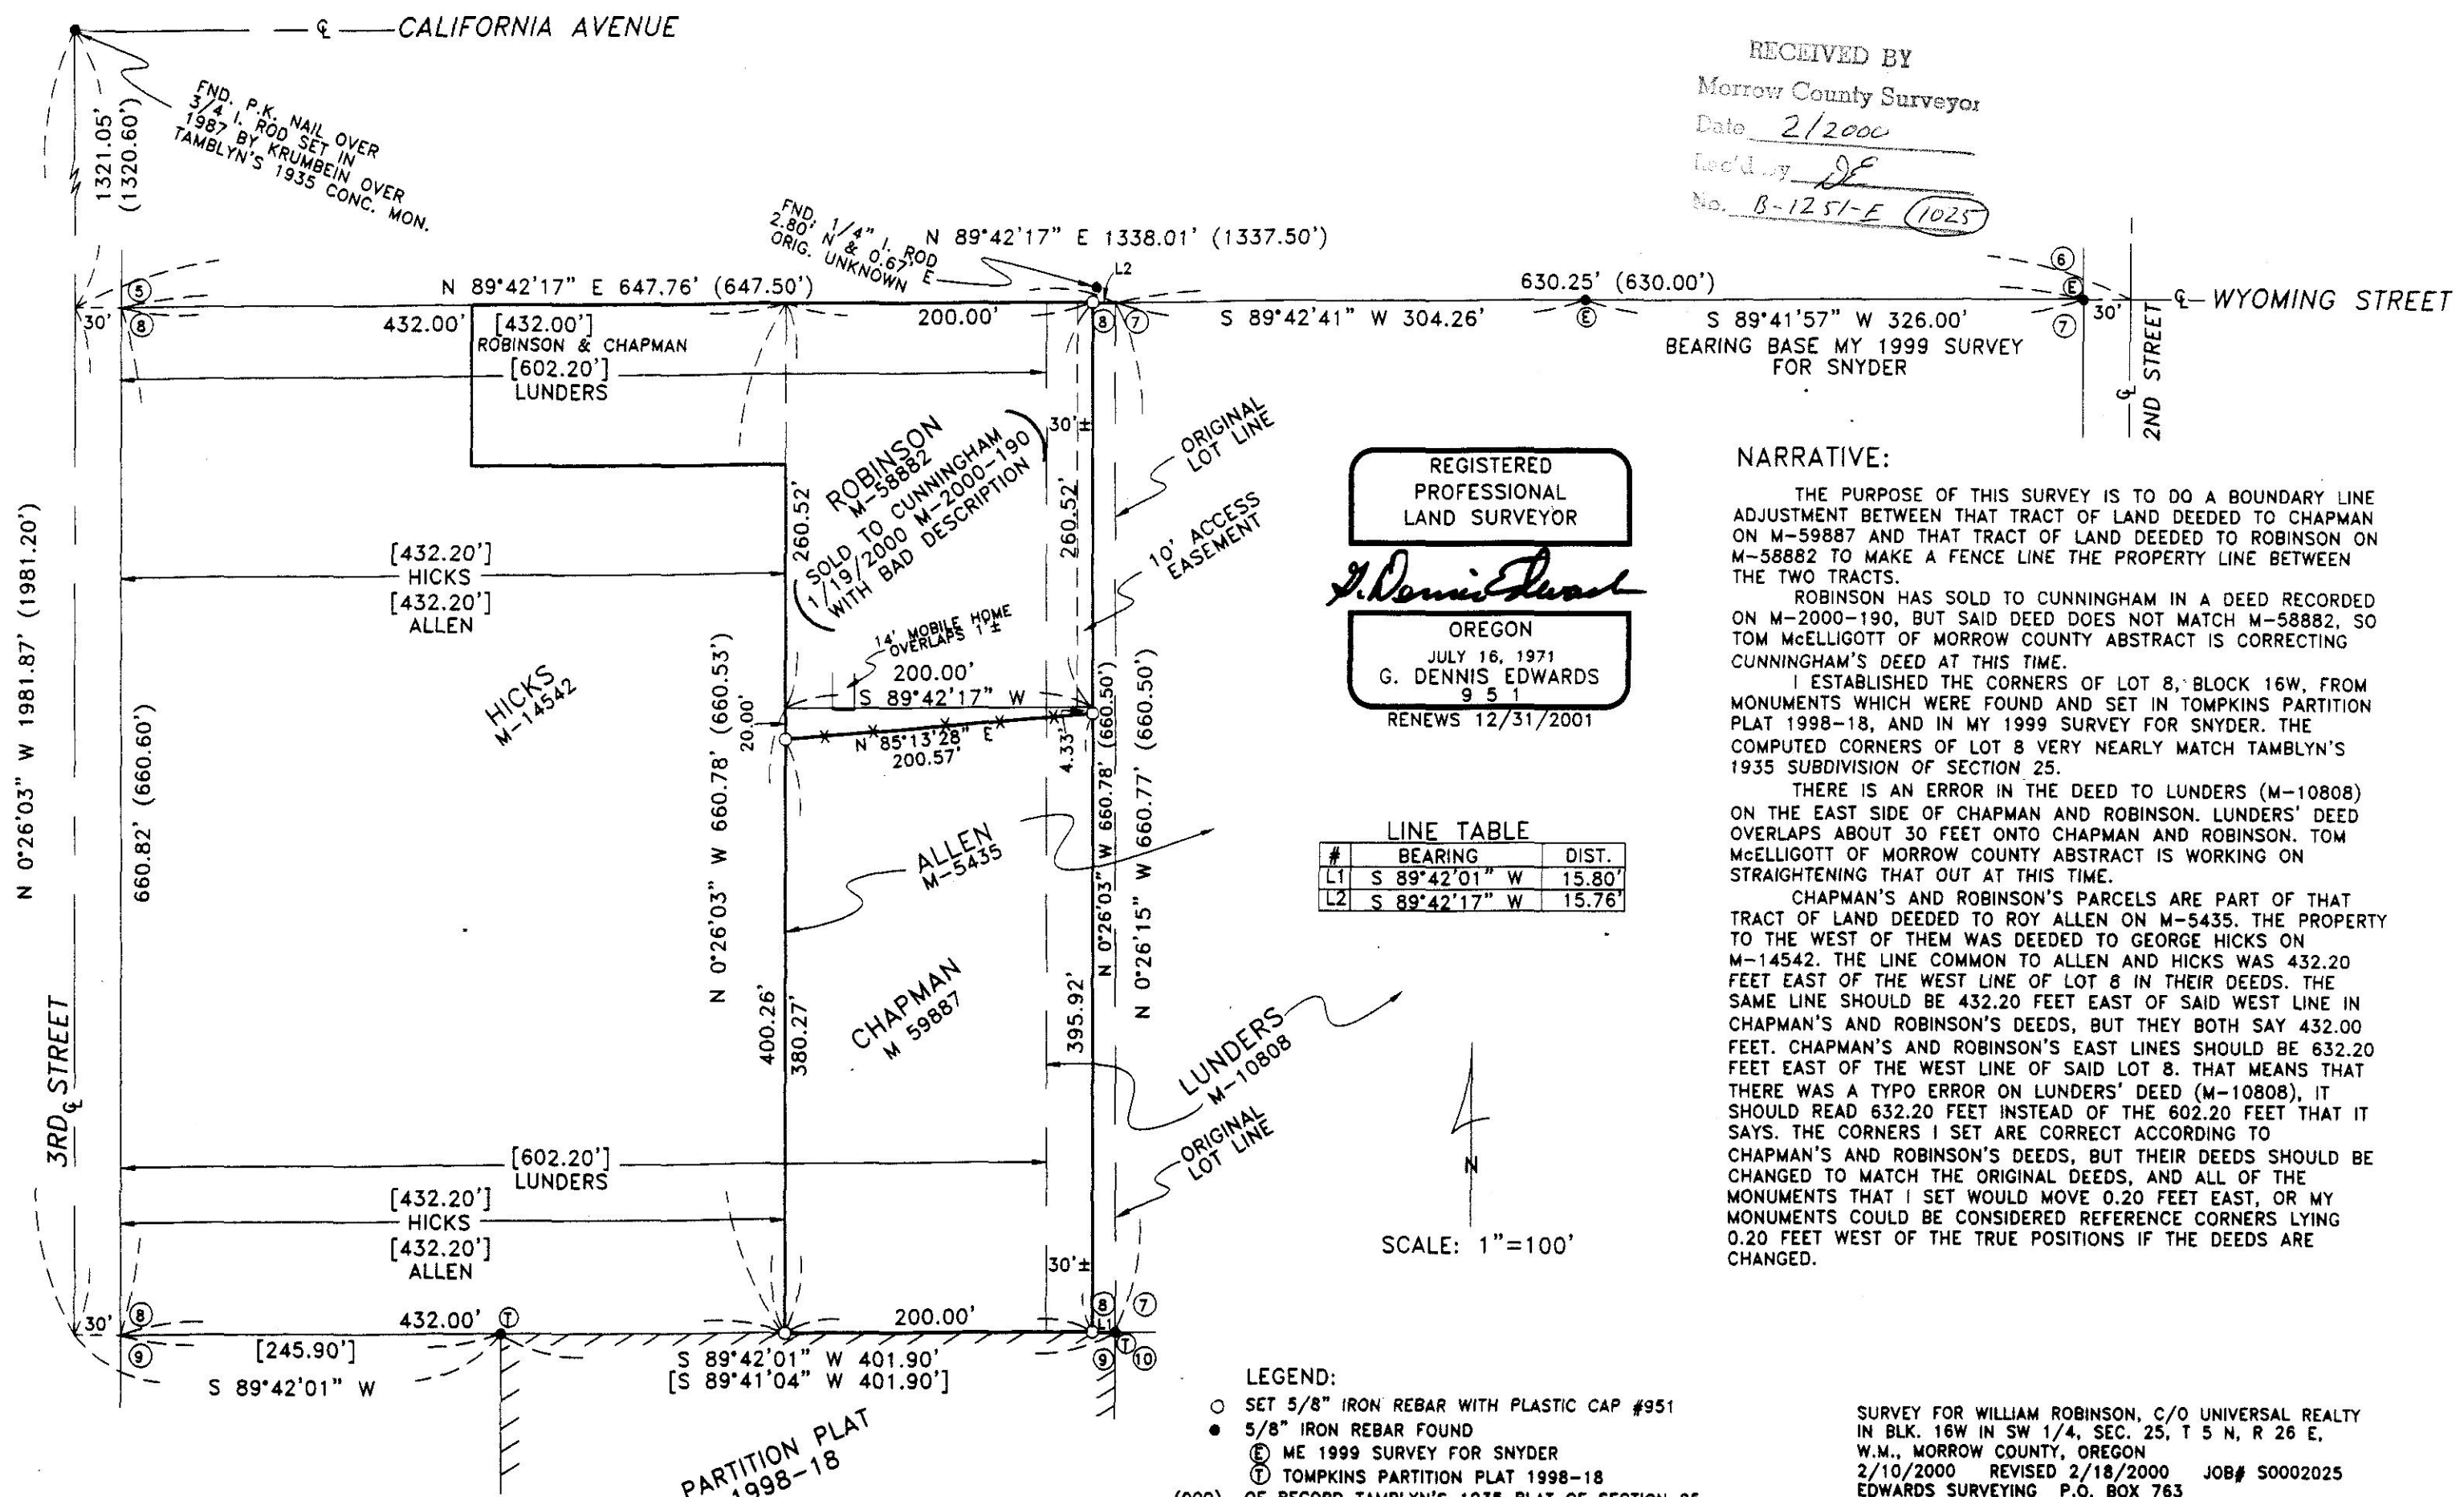 ℄ CALIFORNIA AVENUE
FND. P.K. NAIL OVER
3/4 I. ROD SET IN
1987 BY KRUMBEIN OVER
TAMBLYN'S 1935 CONC. MON.
1321.05'
(1320.60')
RECEIVED BY
Morrow County Surveyor
Date 2/2000
Rec'd by DE
No. B-1251-E (1025)
FND. 1/4" I. ROD
2.80' N & 0.67' E
ORIG. UNKNOWN
N 89°42'17" E 1338.01' (1337.50')
L2
N 89°42'17" E 647.76' (647.50')
630.25' (630.00')
5
6
E
30'
8
432.00'
[432.00']
ROBINSON & CHAPMAN
200.00'
8
7
S 89°42'41" W 304.26'
E
S 89°41'57" W 326.00'
7
30'
℄ WYOMING STREET
BEARING BASE MY 1999 SURVEY
FOR SNYDER
℄
2ND STREET
[602.20']
LUNDERS
30'±
ORIGINAL
LOT LINE
10' ACCESS
EASEMENT
ROBINSON
M-58882
(SOLD TO CUNNINGHAM
1/19/2000 M-2000-190
WITH BAD DESCRIPTION)
260.52'
260.52'
[432.20']
HICKS
[432.20']
ALLEN
HICKS
M-14542
14' MOBILE HOME
OVERLAPS 1'±
200.00'
S 89°42'17" W
20.00'
N 85°13'28" E
200.57'
4.33'
N 0°26'03" W 1981.87' (1981.20')
660.82' (660.60')
3RD ℄ STREET
N 0°26'03" W 660.78' (660.53')
N 0°26'03" W 660.78' (660.50')
N 0°26'15" W 660.77' (660.50')
ALLEN
M-5435
CHAPMAN
M 59887
400.26'
380.27'
395.92'
LUNDERS
M-10808
ORIGINAL
LOT LINE
[602.20']
LUNDERS
[432.20']
HICKS
[432.20']
ALLEN
30'±
30'
8
9
432.00'
T
200.00'
8
7
L1
9
T
10
[245.90']
S 89°42'01" W
S 89°42'01" W 401.90'
[S 89°41'04" W 401.90']
PARTITION PLAT
1998-18
REGISTERED
PROFESSIONAL
LAND SURVEYOR
G. Dennis Edwards
OREGON
JULY 16, 1971
G. DENNIS EDWARDS
951
RENEWS 12/31/2001
LINE TABLE
# BEARING DIST.
L1 S 89°42'01" W 15.80'
L2 S 89°42'17" W 15.76'
N
SCALE: 1"=100'
NARRATIVE:
THE PURPOSE OF THIS SURVEY IS TO DO A BOUNDARY LINE
ADJUSTMENT BETWEEN THAT TRACT OF LAND DEEDED TO CHAPMAN
ON M-59887 AND THAT TRACT OF LAND DEEDED TO ROBINSON ON
M-58882 TO MAKE A FENCE LINE THE PROPERTY LINE BETWEEN
THE TWO TRACTS.
ROBINSON HAS SOLD TO CUNNINGHAM IN A DEED RECORDED
ON M-2000-190, BUT SAID DEED DOES NOT MATCH M-58882, SO
TOM McELLIGOTT OF MORROW COUNTY ABSTRACT IS CORRECTING
CUNNINGHAM'S DEED AT THIS TIME.
I ESTABLISHED THE CORNERS OF LOT 8, BLOCK 16W, FROM
MONUMENTS WHICH WERE FOUND AND SET IN TOMPKINS PARTITION
PLAT 1998-18, AND IN MY 1999 SURVEY FOR SNYDER. THE
COMPUTED CORNERS OF LOT 8 VERY NEARLY MATCH TAMBLYN'S
1935 SUBDIVISION OF SECTION 25.
THERE IS AN ERROR IN THE DEED TO LUNDERS (M-10808)
ON THE EAST SIDE OF CHAPMAN AND ROBINSON. LUNDERS' DEED
OVERLAPS ABOUT 30 FEET ONTO CHAPMAN AND ROBINSON. TOM
McELLIGOTT OF MORROW COUNTY ABSTRACT IS WORKING ON
STRAIGHTENING THAT OUT AT THIS TIME.
CHAPMAN'S AND ROBINSON'S PARCELS ARE PART OF THAT
TRACT OF LAND DEEDED TO ROY ALLEN ON M-5435. THE PROPERTY
TO THE WEST OF THEM WAS DEEDED TO GEORGE HICKS ON
M-14542. THE LINE COMMON TO ALLEN AND HICKS WAS 432.20
FEET EAST OF THE WEST LINE OF LOT 8 IN THEIR DEEDS. THE
SAME LINE SHOULD BE 432.20 FEET EAST OF SAID WEST LINE IN
CHAPMAN'S AND ROBINSON'S DEEDS, BUT THEY BOTH SAY 432.00
FEET. CHAPMAN'S AND ROBINSON'S EAST LINES SHOULD BE 632.20
FEET EAST OF THE WEST LINE OF SAID LOT 8. THAT MEANS THAT
THERE WAS A TYPO ERROR ON LUNDERS' DEED (M-10808), IT
SHOULD READ 632.20 FEET INSTEAD OF THE 602.20 FEET THAT IT
SAYS. THE CORNERS I SET ARE CORRECT ACCORDING TO
CHAPMAN'S AND ROBINSON'S DEEDS, BUT THEIR DEEDS SHOULD BE
CHANGED TO MATCH THE ORIGINAL DEEDS, AND ALL OF THE
MONUMENTS THAT I SET WOULD MOVE 0.20 FEET EAST, OR MY
MONUMENTS COULD BE CONSIDERED REFERENCE CORNERS LYING
0.20 FEET WEST OF THE TRUE POSITIONS IF THE DEEDS ARE
CHANGED.
LEGEND:
○ SET 5/8" IRON REBAR WITH PLASTIC CAP #951
● 5/8" IRON REBAR FOUND
Ⓔ ME 1999 SURVEY FOR SNYDER
Ⓣ TOMPKINS PARTITION PLAT 1998-18
(000) OF RECORD TAMBLYN'S 1935 PLAT OF SECTION 25
SURVEY FOR WILLIAM ROBINSON, C/O UNIVERSAL REALTY
IN BLK. 16W IN SW 1/4, SEC. 25, T 5 N, R 26 E,
W.M., MORROW COUNTY, OREGON
2/10/2000 REVISED 2/18/2000 JOB# S0002025
EDWARDS SURVEYING P.O. BOX 763